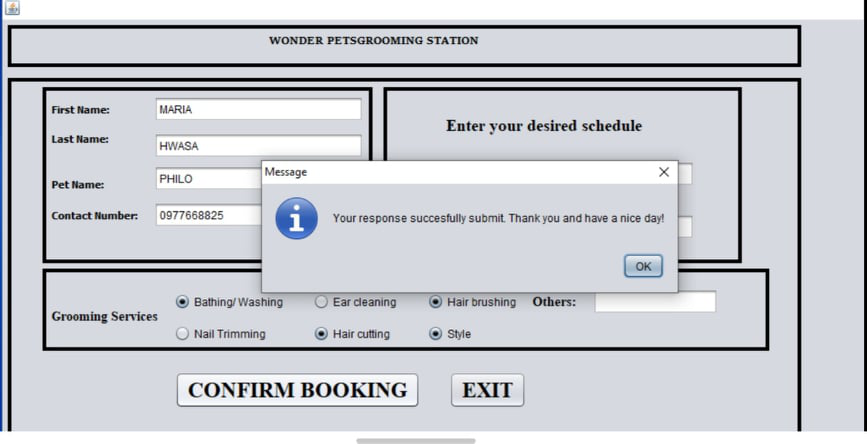 WONDER PETSGROOMING STATION
First Name: MARIA
Last Name: HWASA
Pet Name: PHILO
Contact Number: 0977668825
Enter your desired schedule
Message
Your response succesfully submit. Thank you and have a nice day!
OK
Grooming Services
Bathing/ Washing Ear cleaning Hair brushing Others:
Nail Trimming Hair cutting Style
CONFIRM BOOKING EXIT